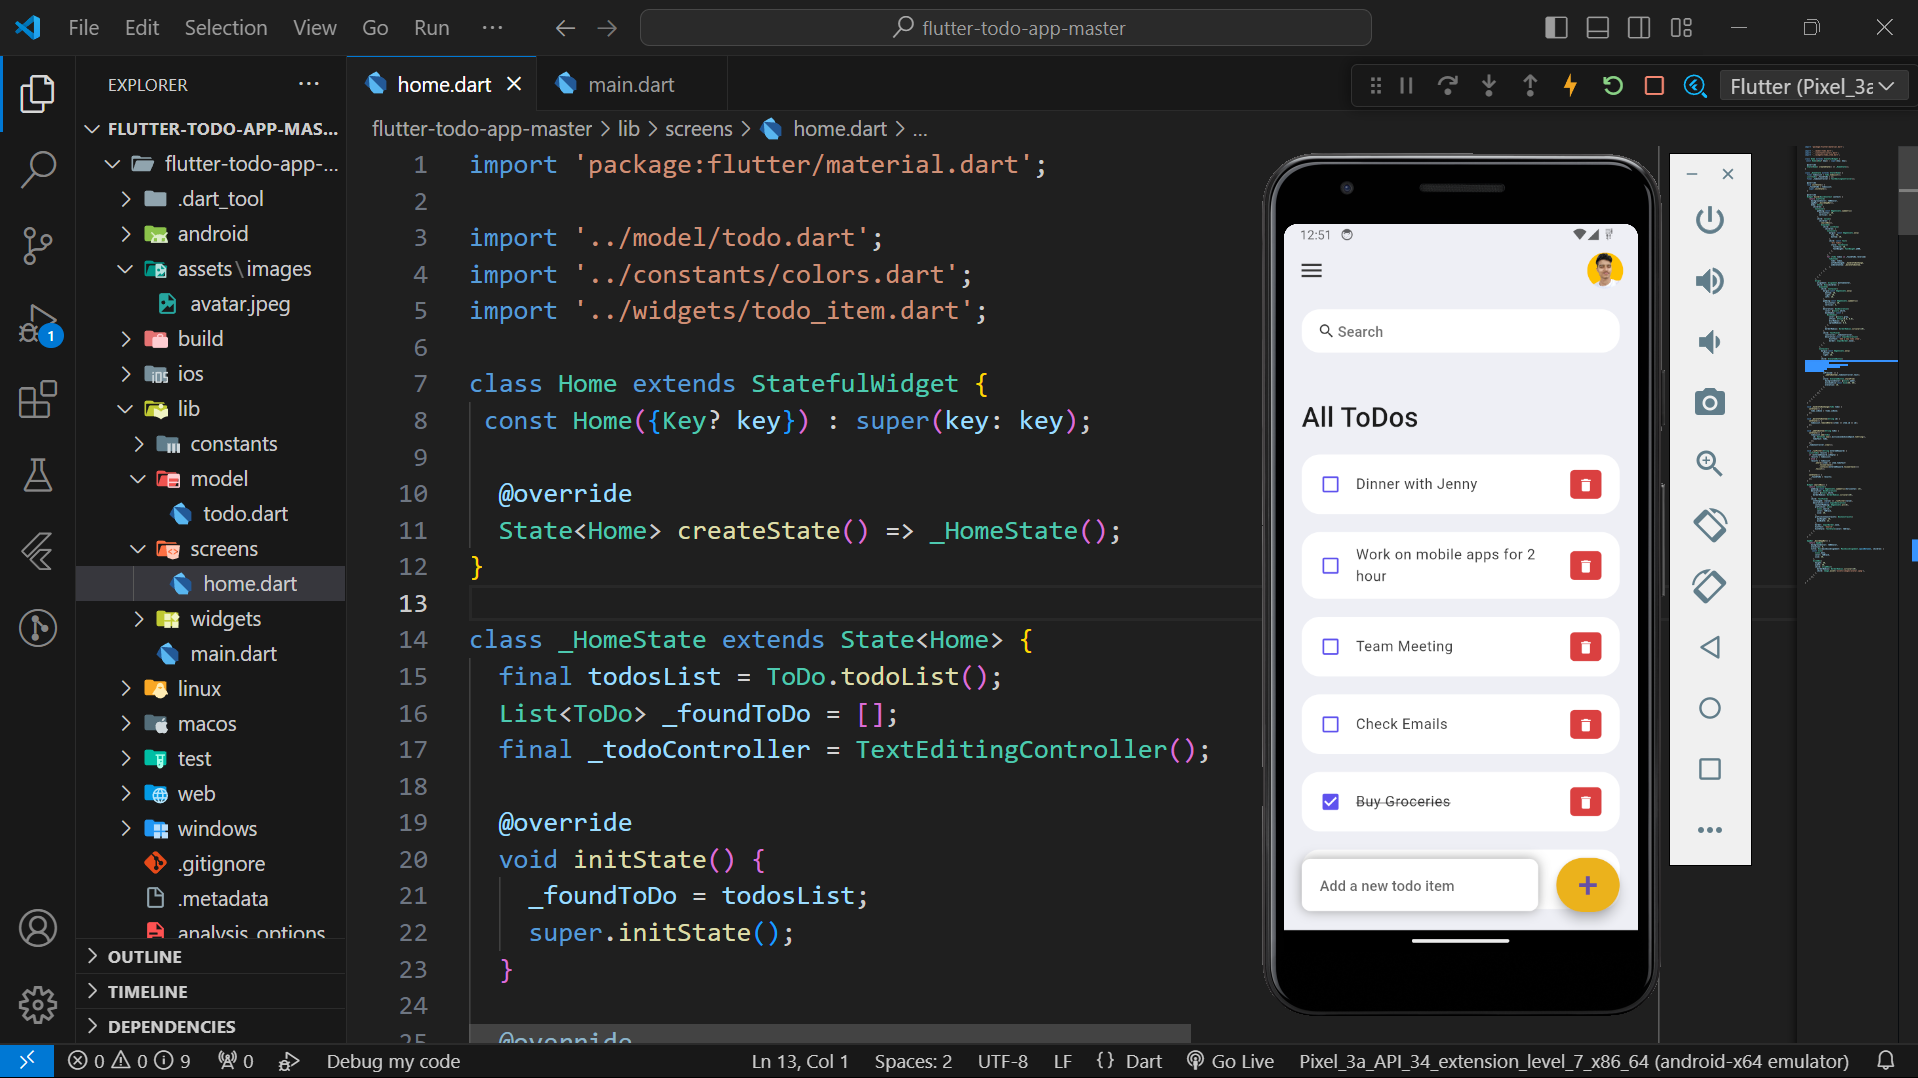 File Edit Selection View Go Run ···
flutter-todo-app-master
EXPLORER
home.dart
main.dart
Flutter (Pixel_3a
flutter-todo-app-master > lib > screens > home.dart > ...
FLUTTER-TODO-APP-MAS...
flutter-todo-app-...
.dart_tool
android
assets\images
avatar.jpeg
build
ios
lib
constants
model
todo.dart
screens
home.dart
widgets
main.dart
linux
macos
test
web
windows
.gitignore
.metadata
analysis_options
OUTLINE
TIMELINE
DEPENDENCIES
1
1 import 'package:flutter/material.dart';
2
3 import '../model/todo.dart';
4 import '../constants/colors.dart';
5 import '../widgets/todo_item.dart';
6
7 class Home extends StatefulWidget {
8 const Home({Key? key}) : super(key: key);
9
10 @override
11 State<Home> createState() => _HomeState();
12 }
13
14 class _HomeState extends State<Home> {
15 final todosList = ToDo.todoList();
16 List<ToDo> _foundToDo = [];
17 final _todoController = TextEditingController();
18
19 @override
20 void initState() {
21 _foundToDo = todosList;
22 super.initState();
23 }
24
25 @override
12:51
Search
All ToDos
Dinner with Jenny
Work on mobile apps for 2
hour
Team Meeting
Check Emails
Buy Groceries
Add a new todo item
+
0 0 9 0 Debug my code
Ln 13, Col 1 Spaces: 2 UTF-8 LF {} Dart Go Live Pixel_3a_API_34_extension_level_7_x86_64 (android-x64 emulator)